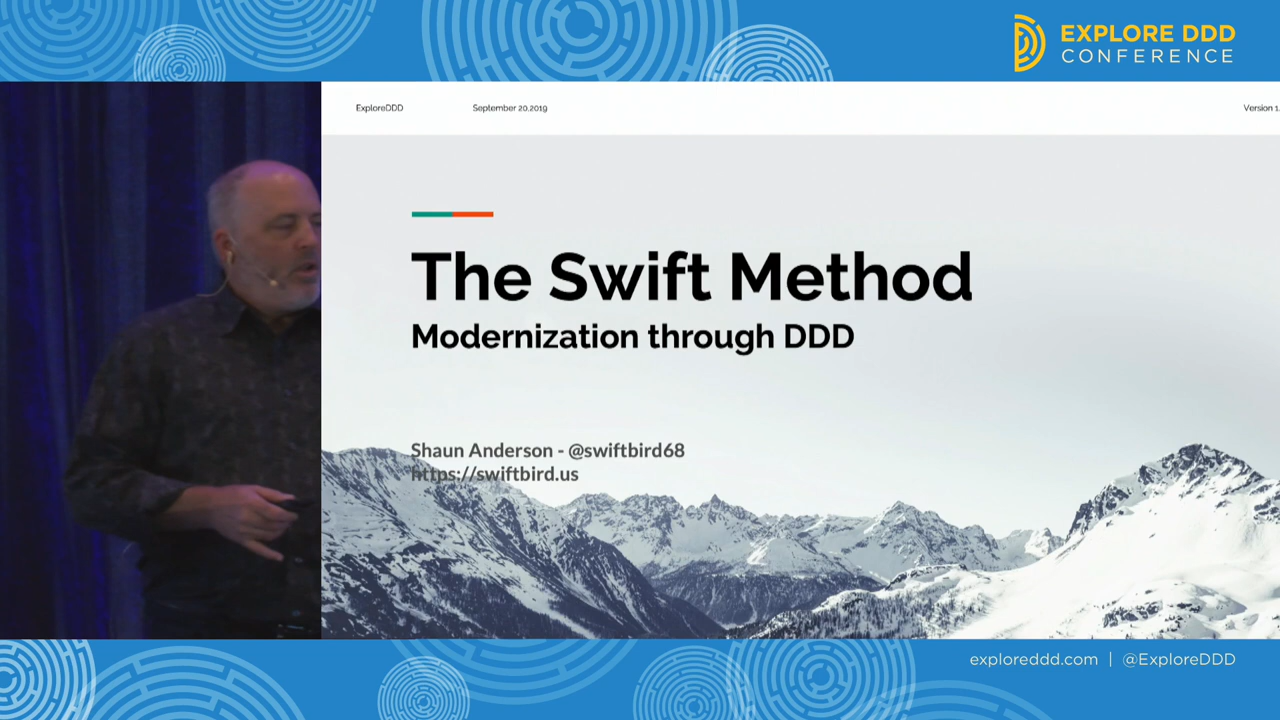 EXPLORE DDD
CONFERENCE
ExploreDDD
September 20,2019
Version 1.
The Swift Method
Modernization through DDD
Shaun Anderson - @swiftbird68
https://swiftbird.us
exploreddd.com | @ExploreDDD